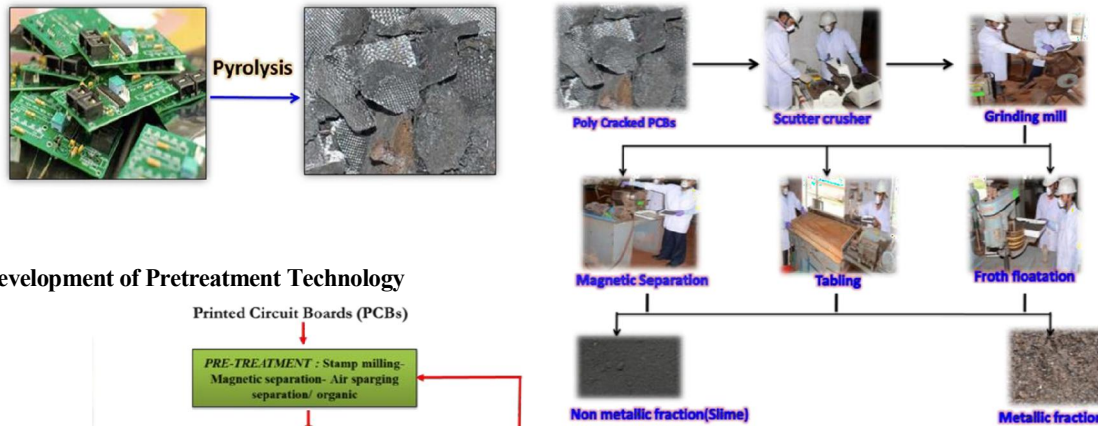 Pyrolysis
Poly Cracked PCBs
Scutter crusher
Grinding mill
Magnetic Separation
Tabling
Froth floatation
Non metallic fraction(Slime)
Metallic fraction
evelopment of Pretreatment Technology
Printed Circuit Boards (PCBs)
PRE-TREATMENT : Stamp milling-
Magnetic separation- Air sparging
separation/ organic